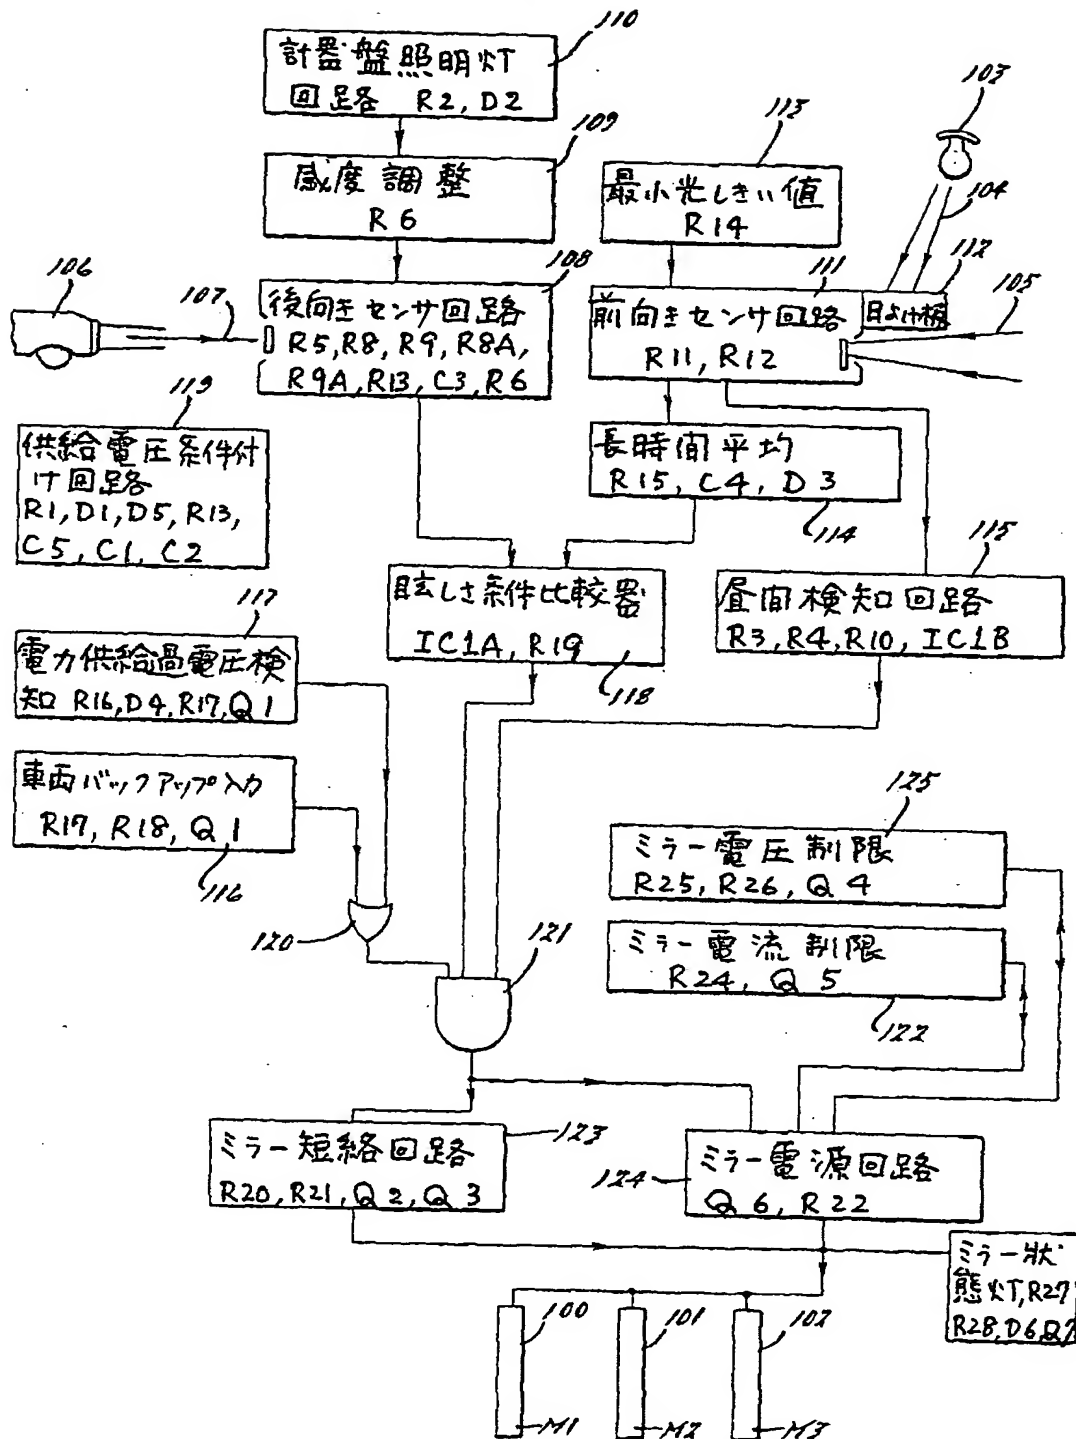 110
計器盤照明灯
回路 R2, D2
109
感度調整
R6
113
最小光しきい値
R14
103
104
112
日よけ板
105
106
107
108
後向きセンサ回路
R5, R8, R9, R8A,
R9A, R13, C3, R6
111
前向きセンサ回路
R11, R12
119
供給電圧条件付
け回路
R1, D1, D5, R13,
C5, C1, C2
長時間平均
R15, C4, D3
114
115
昼間検知回路
R3, R4, R10, IC1B
眩しさ条件比較器
IC1A, R19
118
117
電力供給過電圧検
知 R16, D4, R17, Q1
車両バックアップ入力
R17, R18, Q1
116
120
121
125
ミラー電圧制限
R25, R26, Q4
ミラー電流制限
R24, Q5
122
ミラー短絡回路
R20, R21, Q2, Q3
123
124
ミラー電源回路
Q6, R22
ミラー状
態灯, R27
R28, D6, Q7
100
101
102
M1
M2
M3